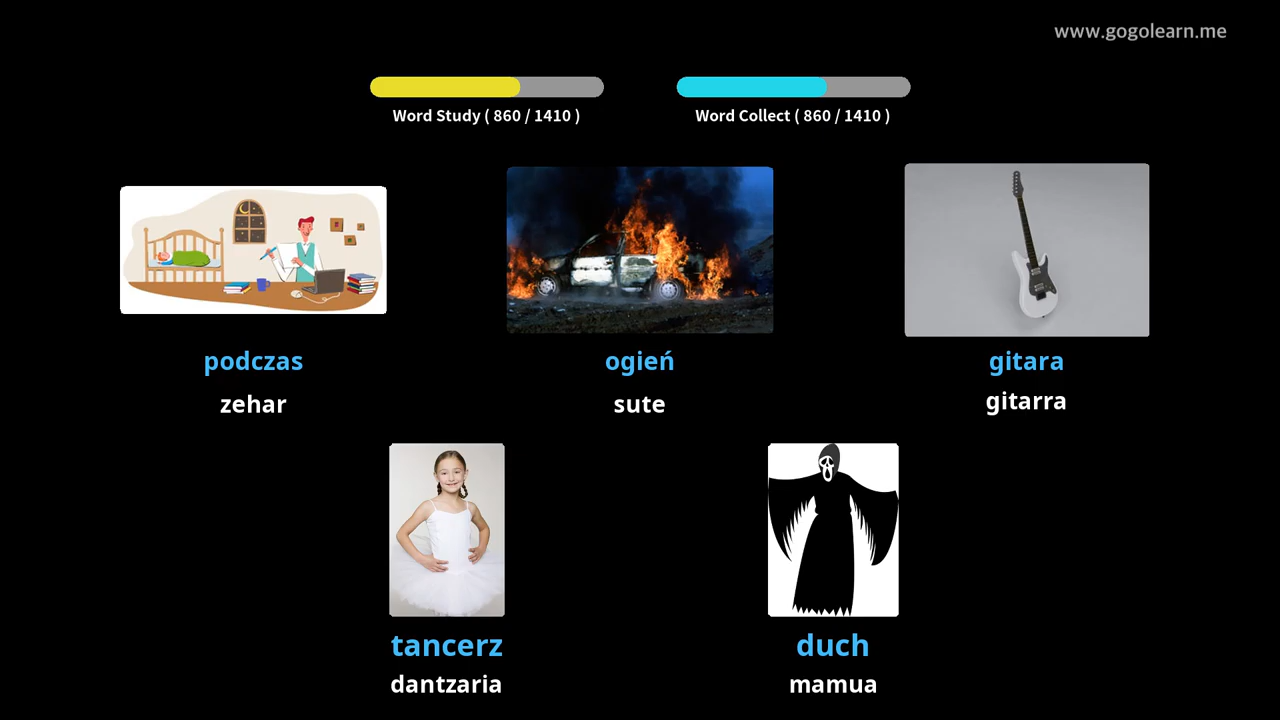 www.gogolearn.me
Word Study ( 860 / 1410 )
Word Collect ( 860 / 1410 )
podczas
zehar
ogień
sute
gitara
gitarra
tancerz
dantzaria
duch
mamua